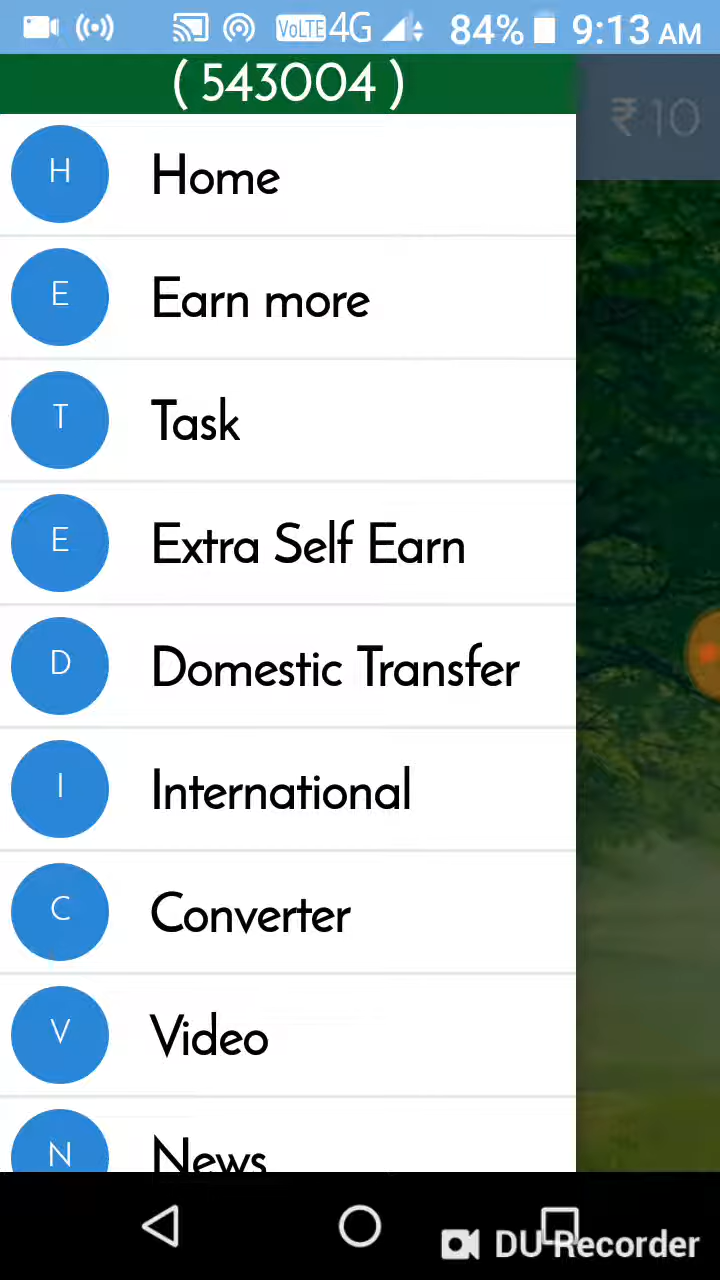 VoLTE 4G 84% 9:13 AM
( 543004 )
₹ 10
H Home
E Earn more
T Task
E Extra Self Earn
D Domestic Transfer
I International
C Converter
V Video
N News
DU Recorder